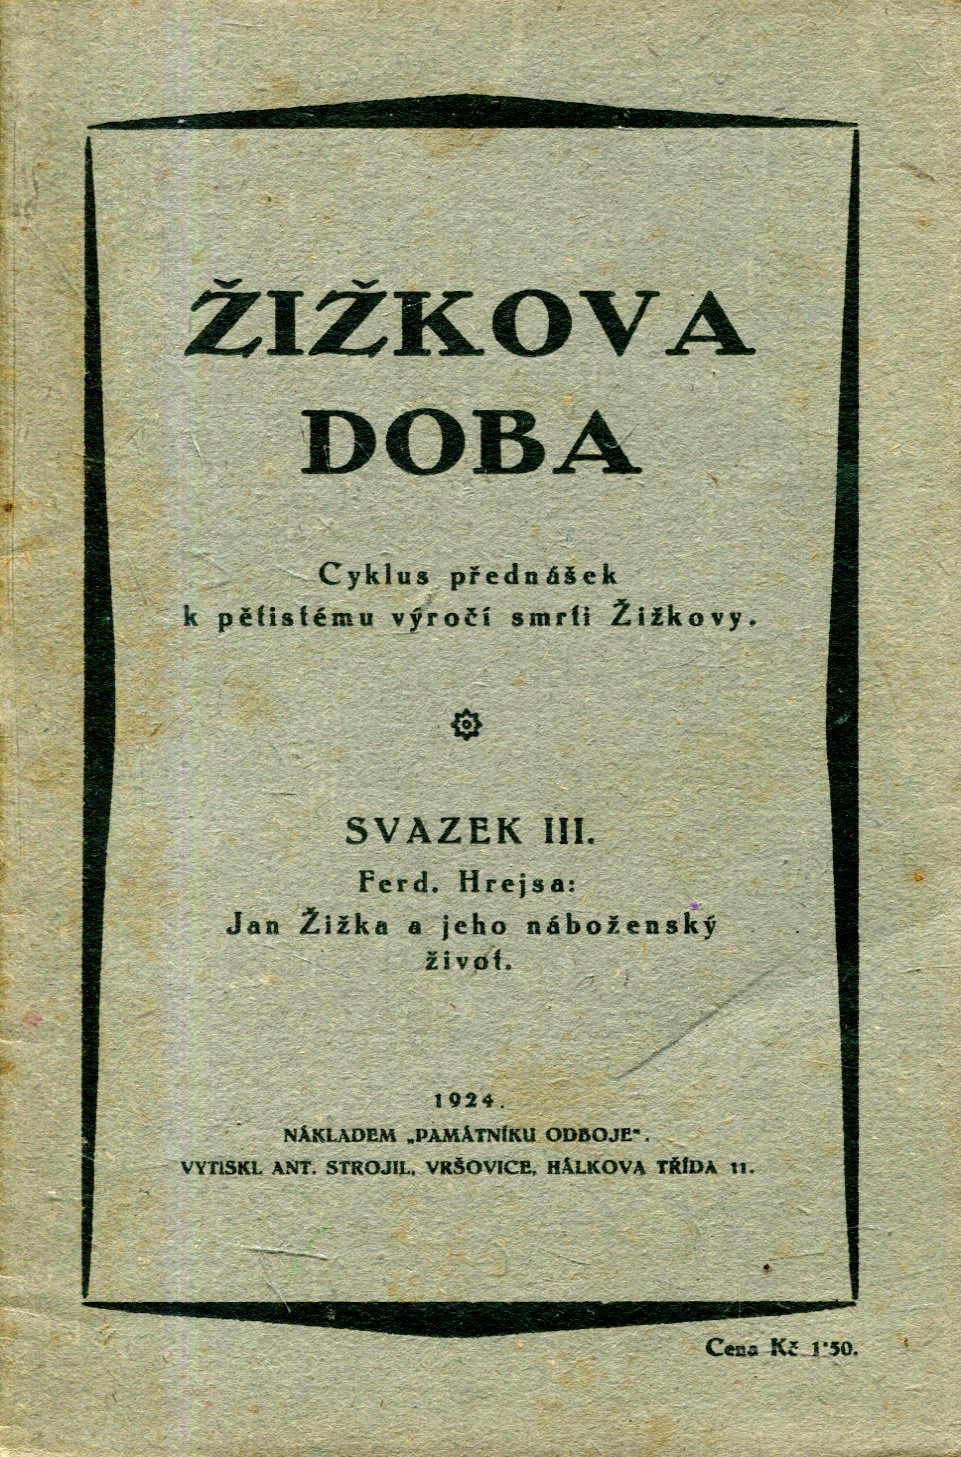 ŽIŽKOVA
DOBA
Cyklus přednášek
k pětistému výročí smrti Žižkovy.
SVAZEK III.
Ferd. Hrejsa:
Jan Žižka a jeho náboženský
život.
1924.
NÁKLADEM „PAMÁTNÍKU ODBOJE“.
VYTISKL ANT. STROJIL, VRŠOVICE, HÁLKOVA TŘÍDA 11.
Cena Kč 1·50.